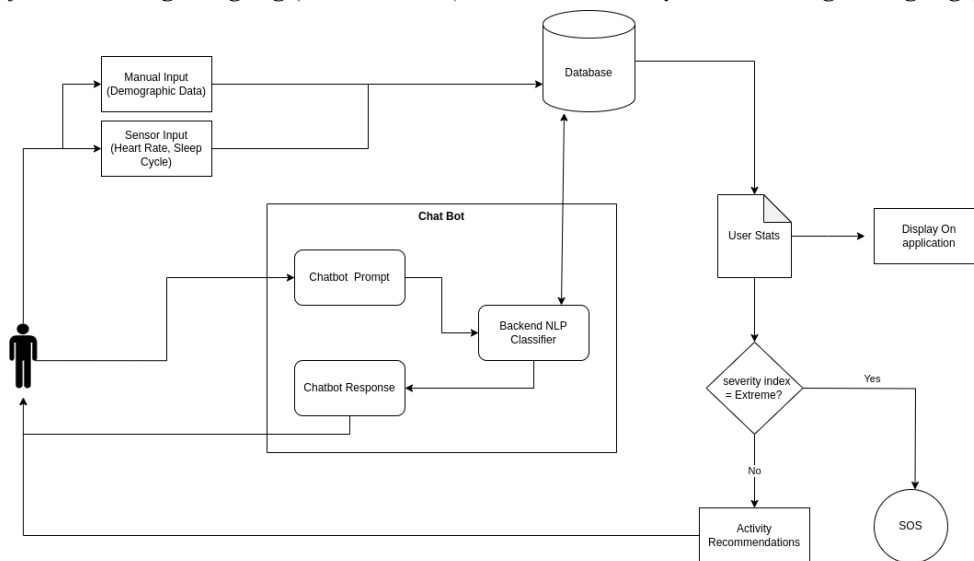 Manual Input
(Demographic Data)
Sensor Input
(Heart Rate, Sleep
Cycle)
Database
Chat Bot
Chatbot Prompt
Backend NLP
Classifier
Chatbot Response
User Stats
Display On
application
severity index
= Extreme?
Yes
No
SOS
Activity
Recommendations